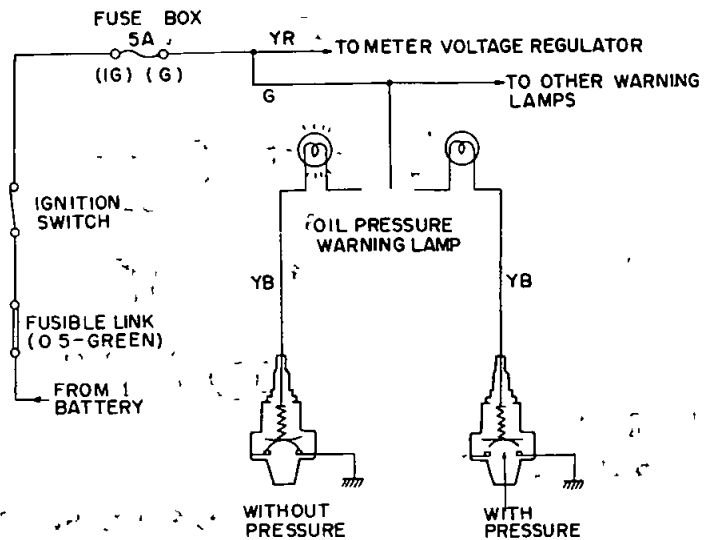 FUSE BOX
5A
(IG) (G)
YR
TO METER VOLTAGE REGULATOR
G
TO OTHER WARNING
LAMPS
IGNITION
SWITCH
OIL PRESSURE
WARNING LAMP
YB
YB
FUSIBLE LINK
(0 5-GREEN)
FROM 1
BATTERY
WITHOUT
PRESSURE
WITH
PRESSURE